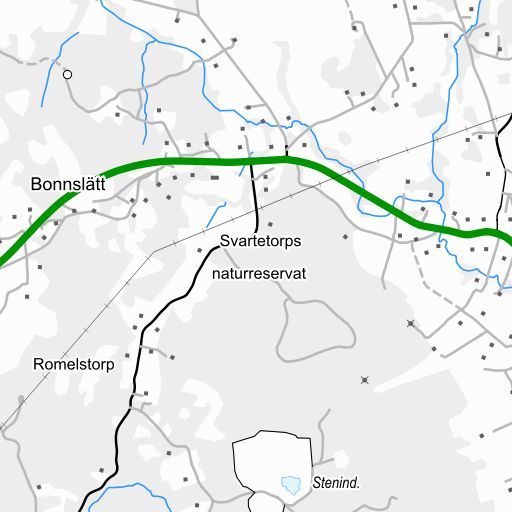 Bonnslätt
Svartetorps
naturreservat
Romelstorp
Stenind.